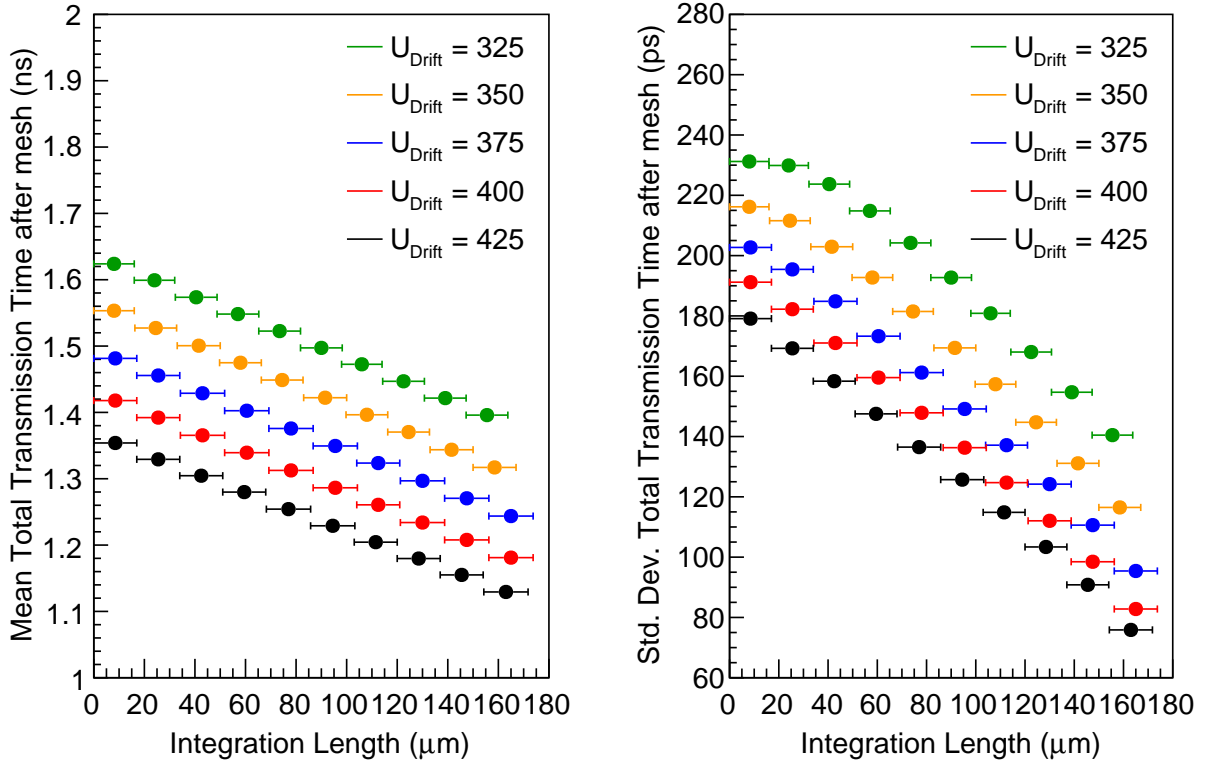 Mean Total Transmission Time after mesh (ns)
2
1.9
1.8
1.7
1.6
1.5
1.4
1.3
1.2
1.1
1
U_Drift = 325
U_Drift = 350
U_Drift = 375
U_Drift = 400
U_Drift = 425
0 20 40 60 80 100 120 140 160 180
Integration Length (μm)
Std. Dev. Total Transmission Time after mesh (ps)
280
260
240
220
200
180
160
140
120
100
80
60
U_Drift = 325
U_Drift = 350
U_Drift = 375
U_Drift = 400
U_Drift = 425
0 20 40 60 80 100 120 140 160 180
Integration Length (μm)